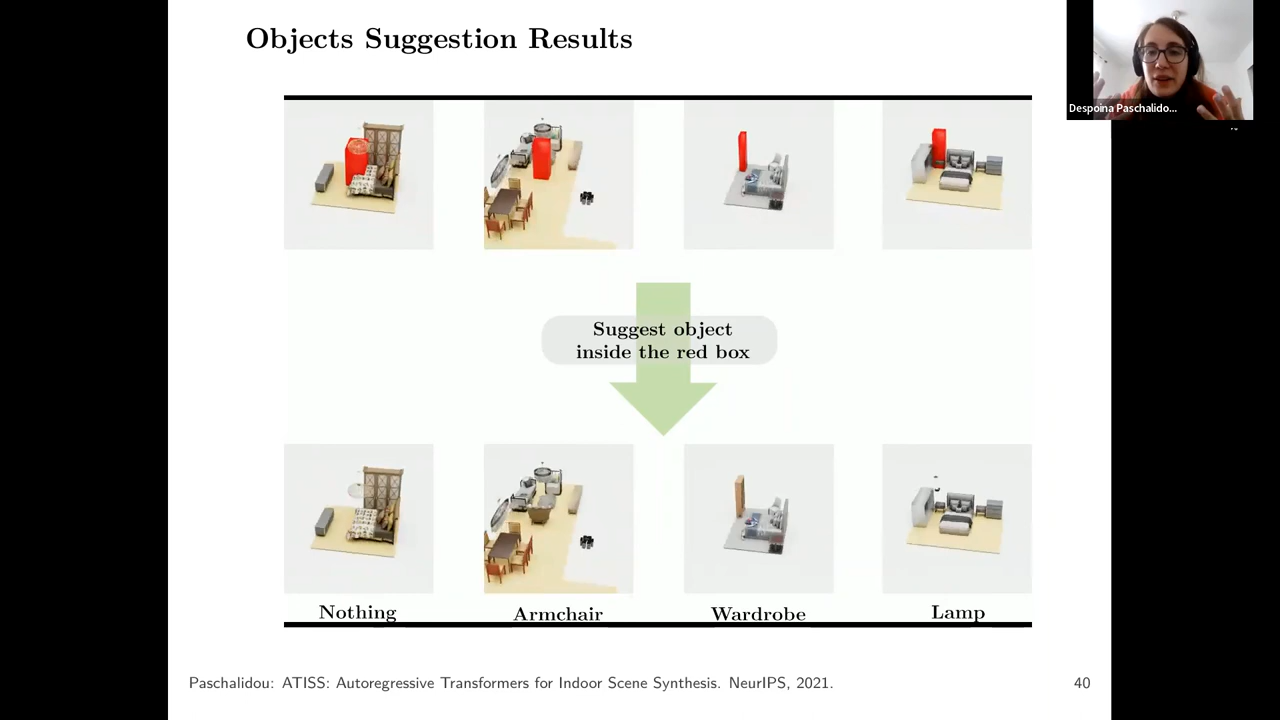 Objects Suggestion Results
Despoina Paschalido...
Suggest object
inside the red box
Nothing
Armchair
Wardrobe
Lamp
Paschalidou: ATISS: Autoregressive Transformers for Indoor Scene Synthesis. NeurIPS, 2021.
40